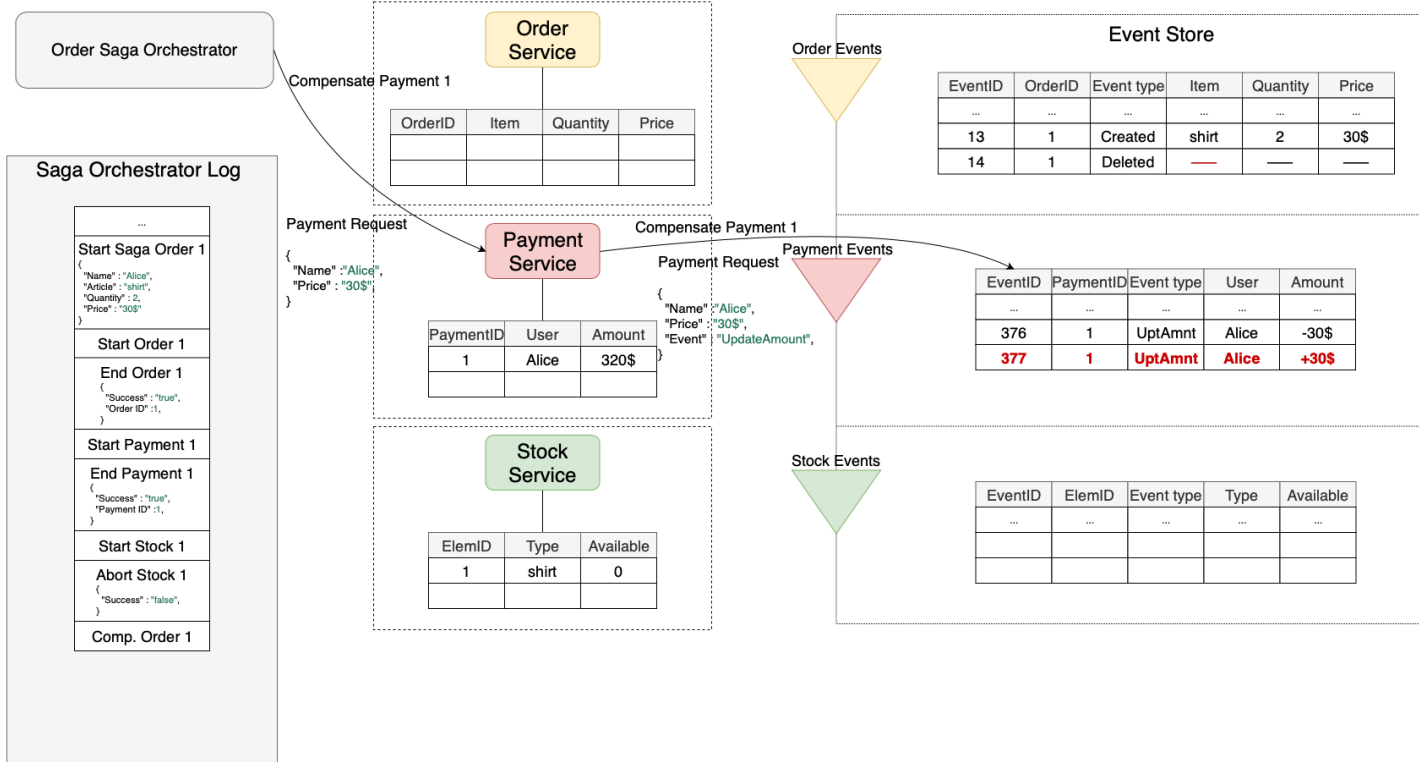 Order Saga Orchestrator
Compensate Payment 1
Saga Orchestrator Log
...
Start Saga Order 1
{
"Name" : "Alice",
"Article" : "shirt",
"Quantity" : 2,
"Price" : "30$"
}
Start Order 1
End Order 1
{
"Success" : "true",
"Order ID" :1,
}
Start Payment 1
End Payment 1
{
"Success" : "true",
"Payment ID" :1,
}
Start Stock 1
Abort Stock 1
{
"Success" : "false",
}
Comp. Order 1
Order
Service
OrderID Item Quantity Price
Payment Request
{
"Name" :"Alice",
"Price" : "30$",
}
Payment
Service
PaymentID User Amount
1 Alice 320$
Compensate Payment 1
Payment Request
{
"Name" :"Alice",
"Price" : "30$",
"Event" : "UpdateAmount",
}
Stock
Service
ElemID Type Available
1 shirt 0
Event Store
Order Events
EventID OrderID Event type Item Quantity Price
... ... ... ... ... ...
13 1 Created shirt 2 30$
14 1 Deleted — — —
Payment Events
EventID PaymentID Event type User Amount
... ... ... ... ...
376 1 UptAmnt Alice -30$
377 1 UptAmnt Alice +30$
Stock Events
EventID ElemID Event type Type Available
... ... ... ... ...